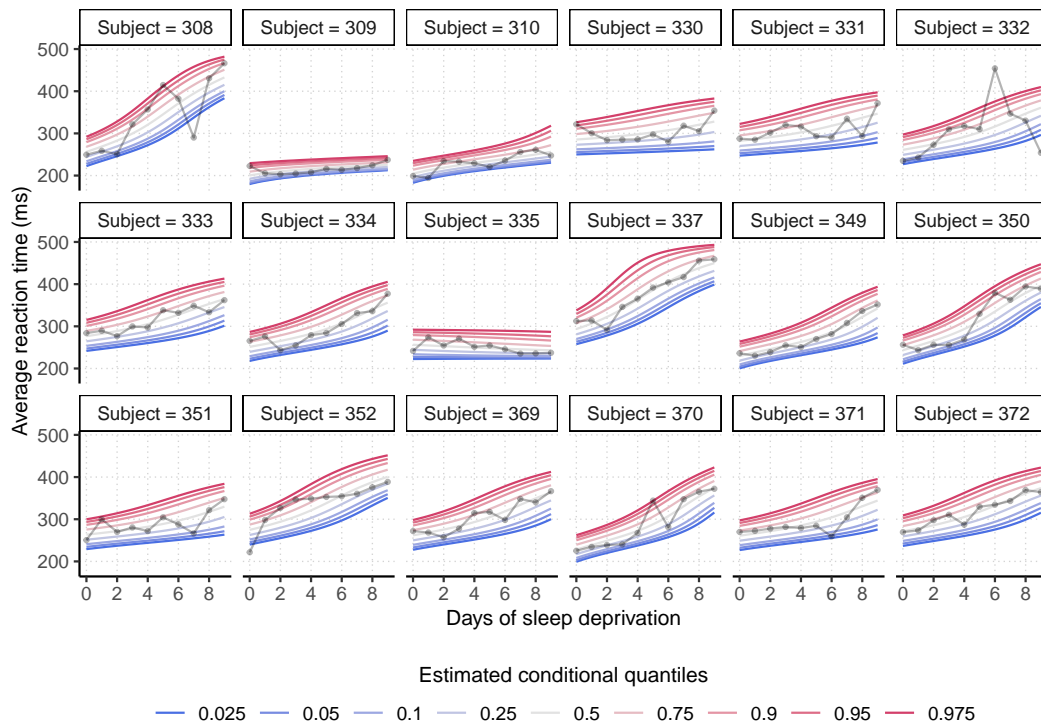 Subject = 308 Subject = 309 Subject = 310 Subject = 330 Subject = 331 Subject = 332
500
400
300
200
Subject = 333 Subject = 334 Subject = 335 Subject = 337 Subject = 349 Subject = 350
500
400
300
200
Subject = 351 Subject = 352 Subject = 369 Subject = 370 Subject = 371 Subject = 372
500
400
300
200
0 2 4 6 8 0 2 4 6 8 0 2 4 6 8 0 2 4 6 8 0 2 4 6 8 0 2 4 6 8
Average reaction time (ms)
Days of sleep deprivation
Estimated conditional quantiles
0.025 0.05 0.1 0.25 0.5 0.75 0.9 0.95 0.975